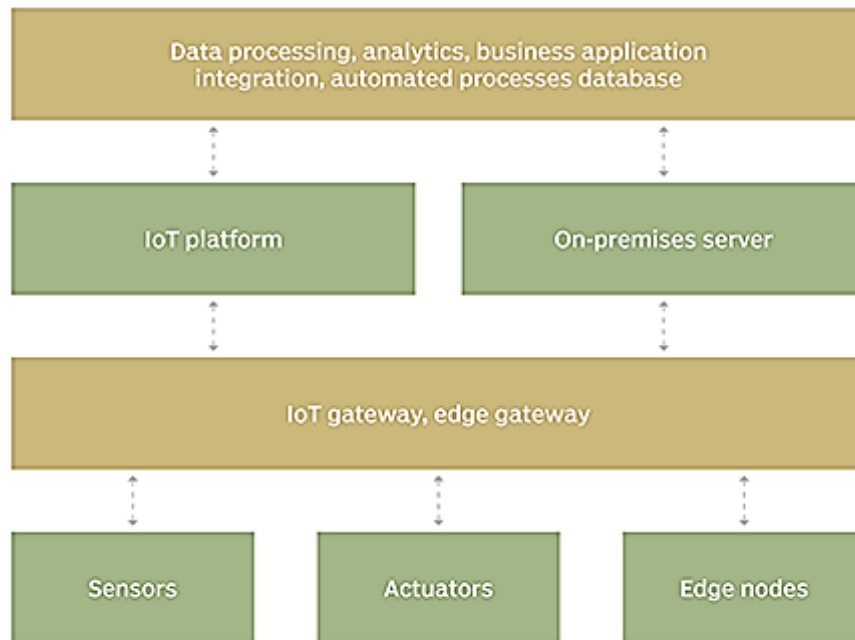 Data processing, analytics, business application
integration, automated processes database
IoT platform
On-premises server
IoT gateway, edge gateway
Sensors
Actuators
Edge nodes